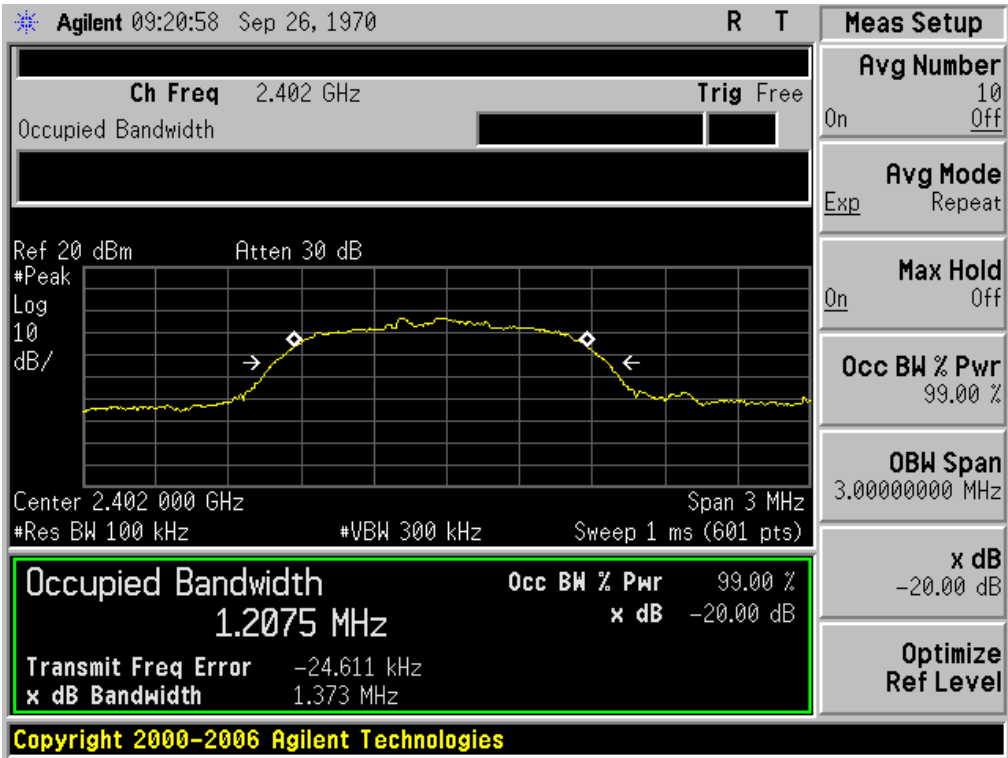 Agilent 09:20:58 Sep 26, 1970 R T
Ch Freq 2.402 GHz Trig Free
Occupied Bandwidth
Ref 20 dBm Atten 30 dB
#Peak
Log
10
dB/
Center 2.402 000 GHz Span 3 MHz
#Res BW 100 kHz #VBW 300 kHz Sweep 1 ms (601 pts)
Occupied Bandwidth Occ BW % Pwr 99.00 %
1.2075 MHz x dB -20.00 dB
Transmit Freq Error -24.611 kHz
x dB Bandwidth 1.373 MHz
Copyright 2000-2006 Agilent Technologies
Meas Setup
Avg Number
10
On Off
Avg Mode
Exp Repeat
Max Hold
On Off
Occ BW % Pwr
99.00 %
OBW Span
3.00000000 MHz
x dB
-20.00 dB
Optimize
Ref Level